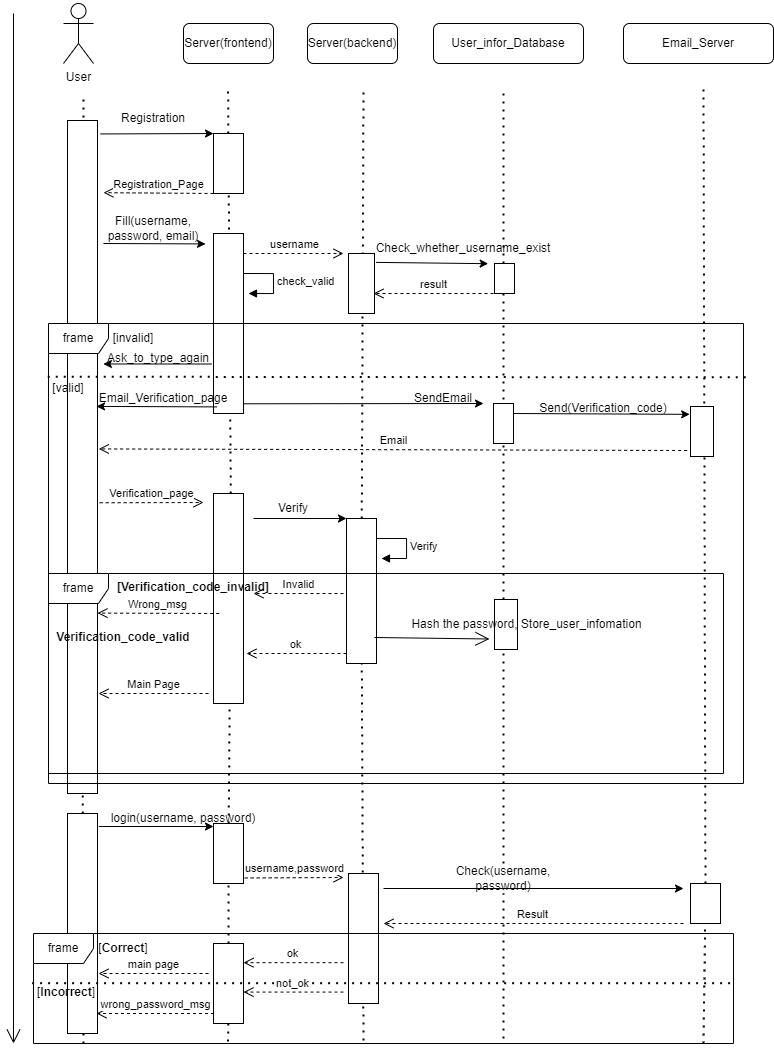 User
Server(frontend)
Server(backend)
User_infor_Database
Email_Server
Registration
Registration_Page
Fill(username,
password, email)
username
Check_whether_username_exist
check_valid
result
frame
[invalid]
Ask_to_type_again
[valid]
Email_Verification_page
SendEmail
Send(Verification_code)
Email
Verification_page
Verify
Verify
frame
[Verification_code_invalid]
Invalid
Wrong_msg
Hash the password, Store_user_infomation
Verification_code_valid
ok
Main Page
login(username, password)
username,password
Check(username,
password)
Result
frame
[Correct]
ok
main page
not_ok
[Incorrect]
wrong_password_msg